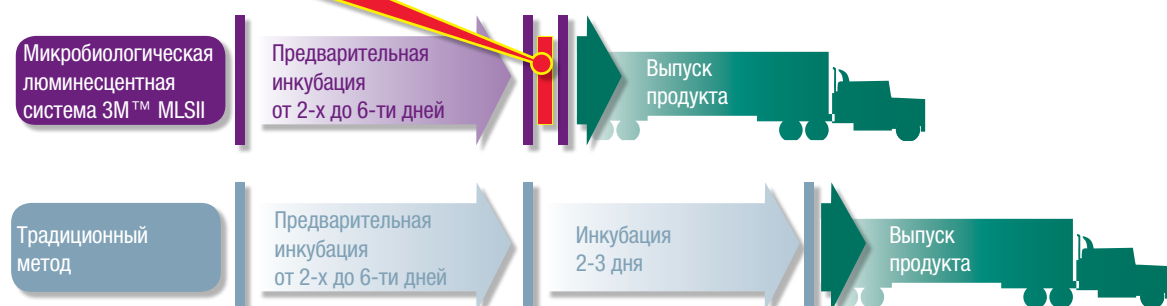 Микробиологическая
люминесцентная
система 3M™ MLSII
Предварительная
инкубация
от 2-х до 6-ти дней
Выпуск
продукта
Традиционный
метод
Предварительная
инкубация
от 2-х до 6-ти дней
Инкубация
2-3 дня
Выпуск
продукта